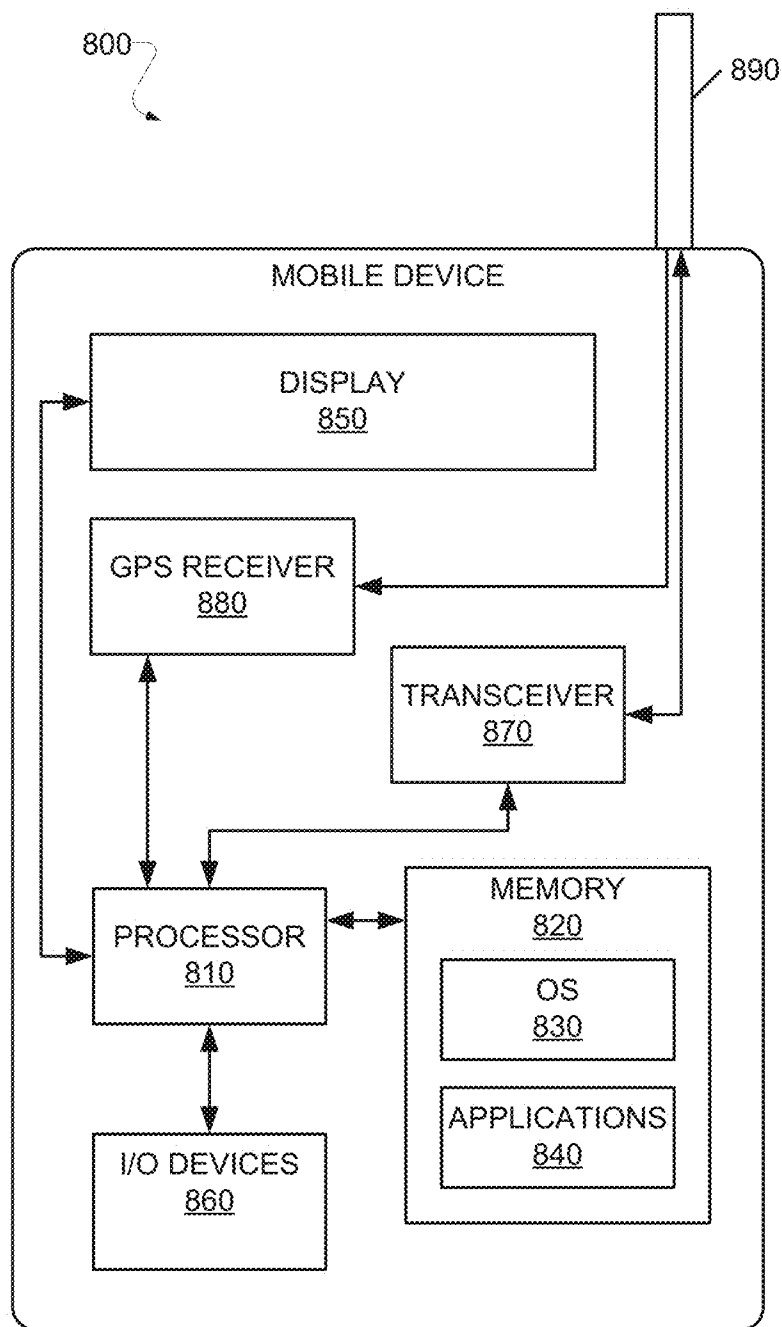 800
890
MOBILE DEVICE
DISPLAY
850
GPS RECEIVER
880
TRANSCEIVER
870
PROCESSOR
810
MEMORY
820
OS
830
APPLICATIONS
840
I/O DEVICES
860